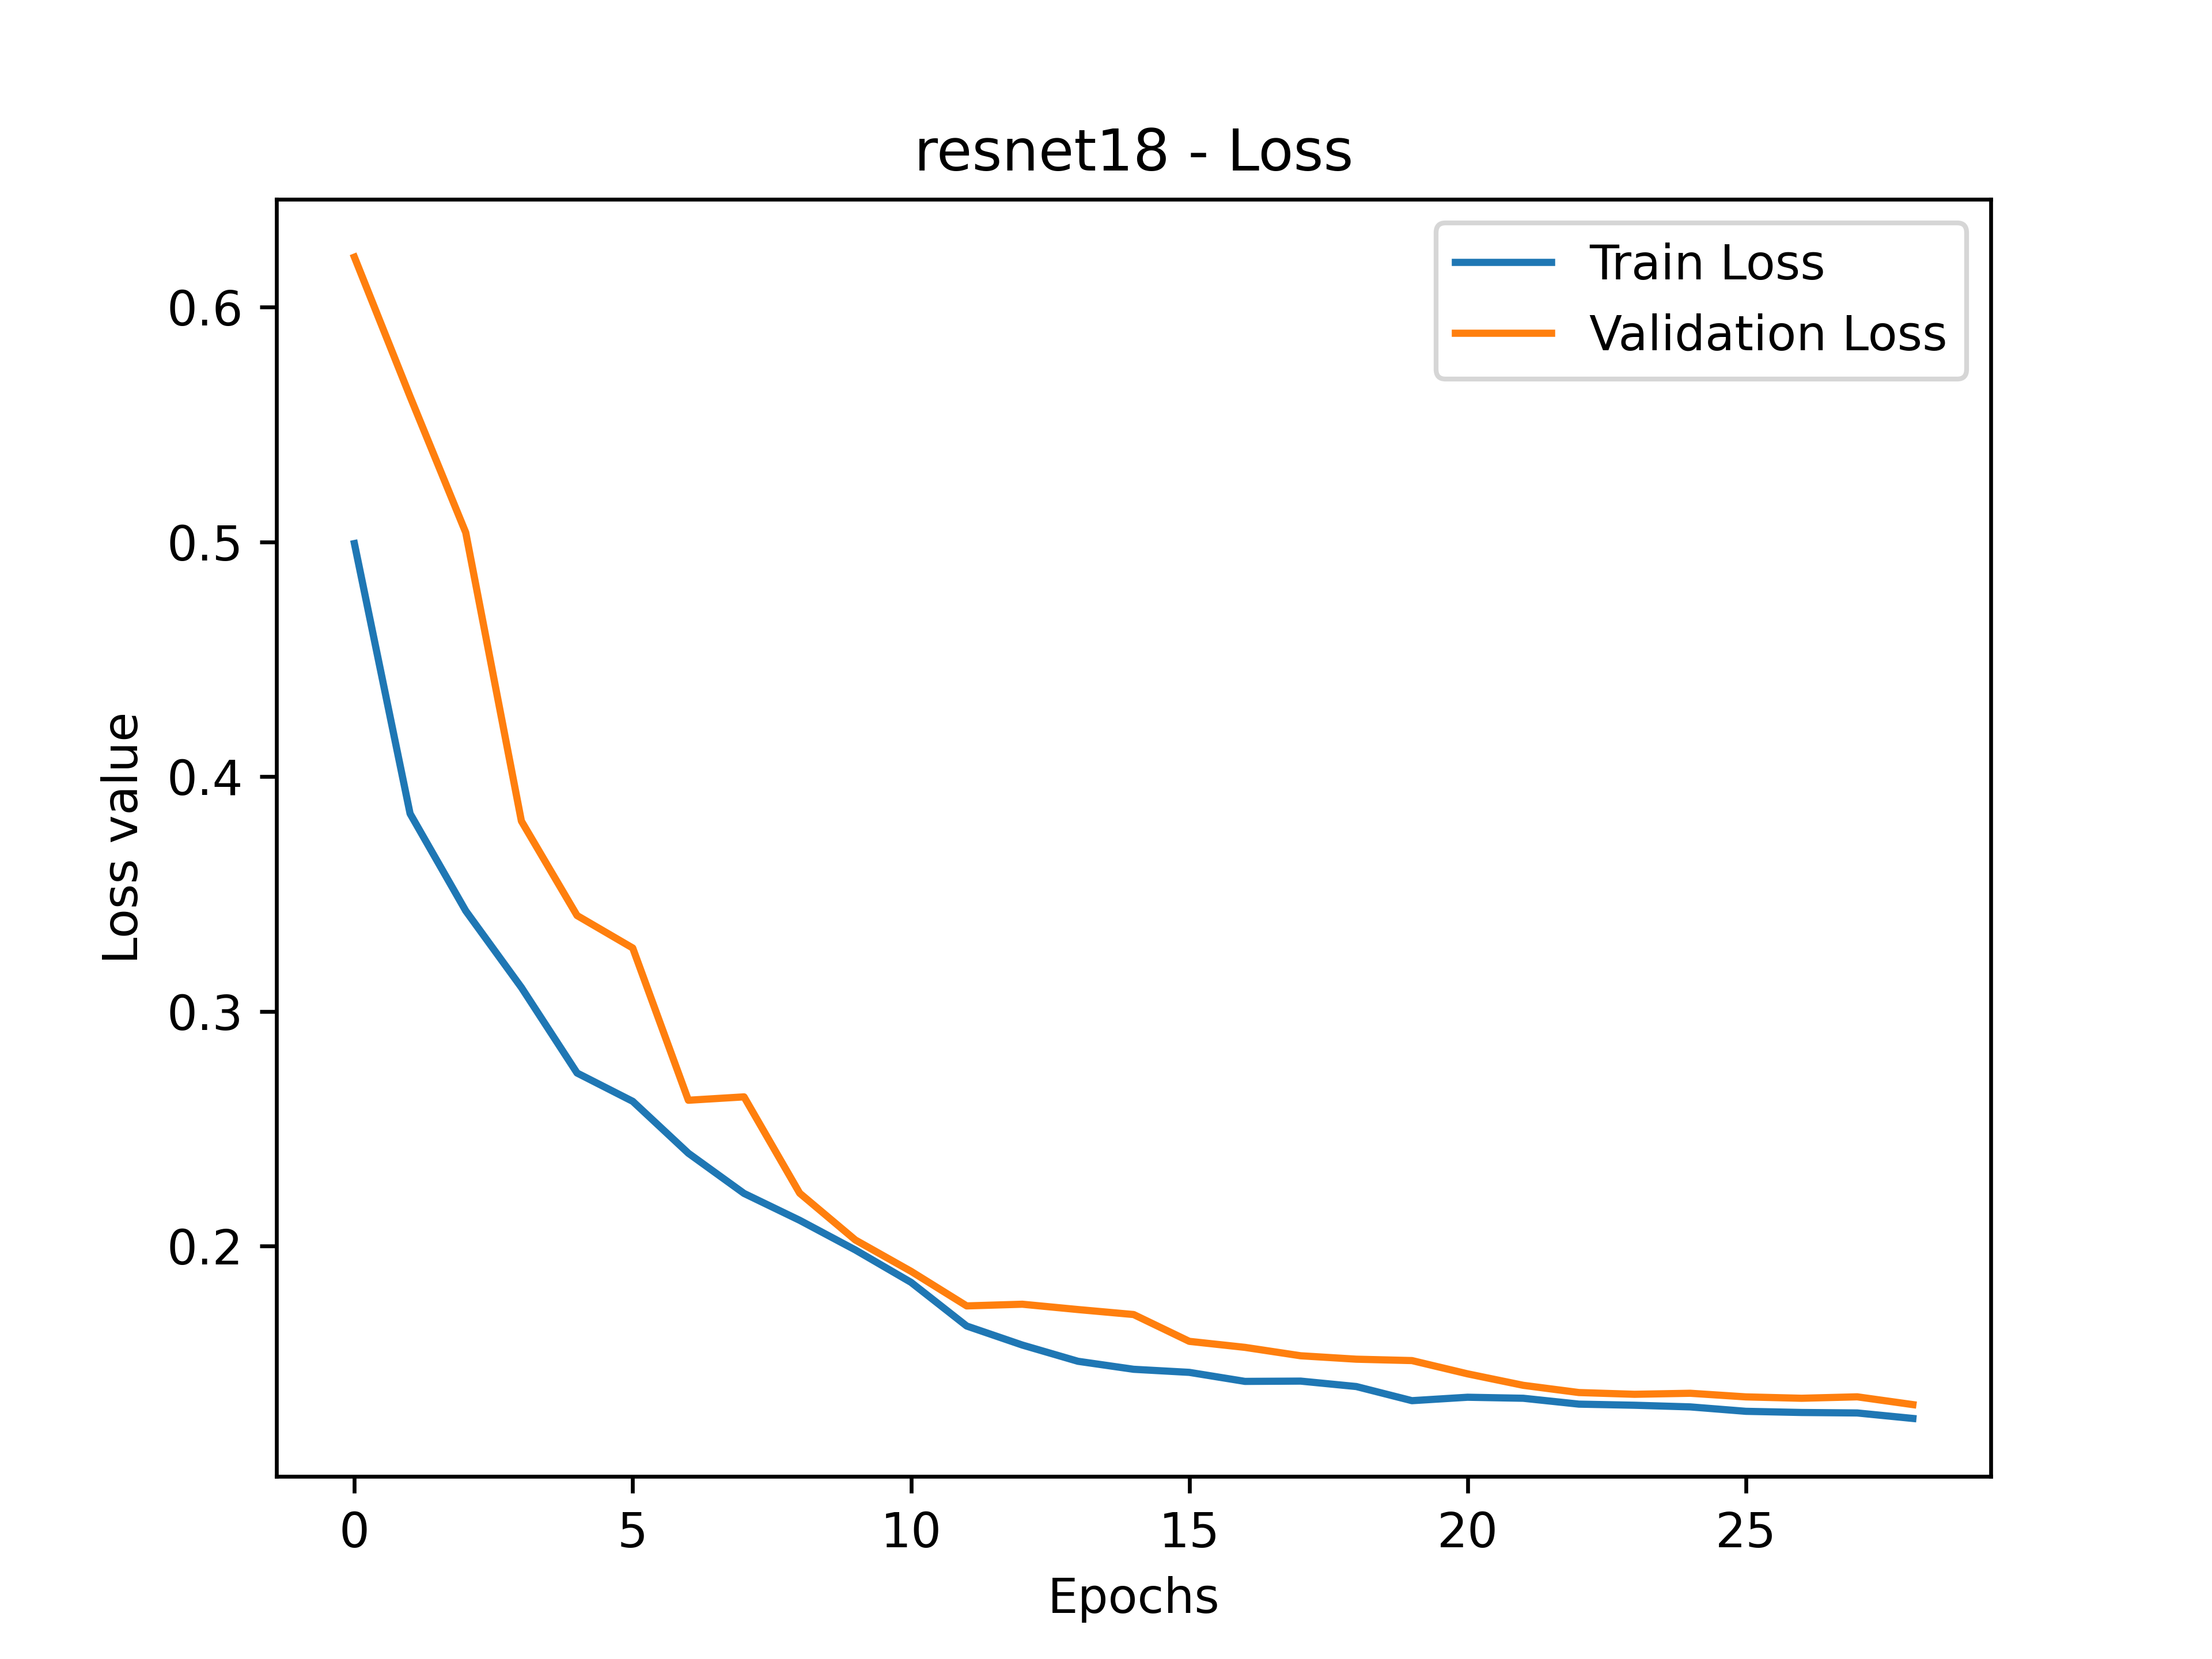 resnet18 - Loss
Train Loss
Validation Loss
Loss value
0.6
0.5
0.4
0.3
0.2
0 5 10 15 20 25
Epochs